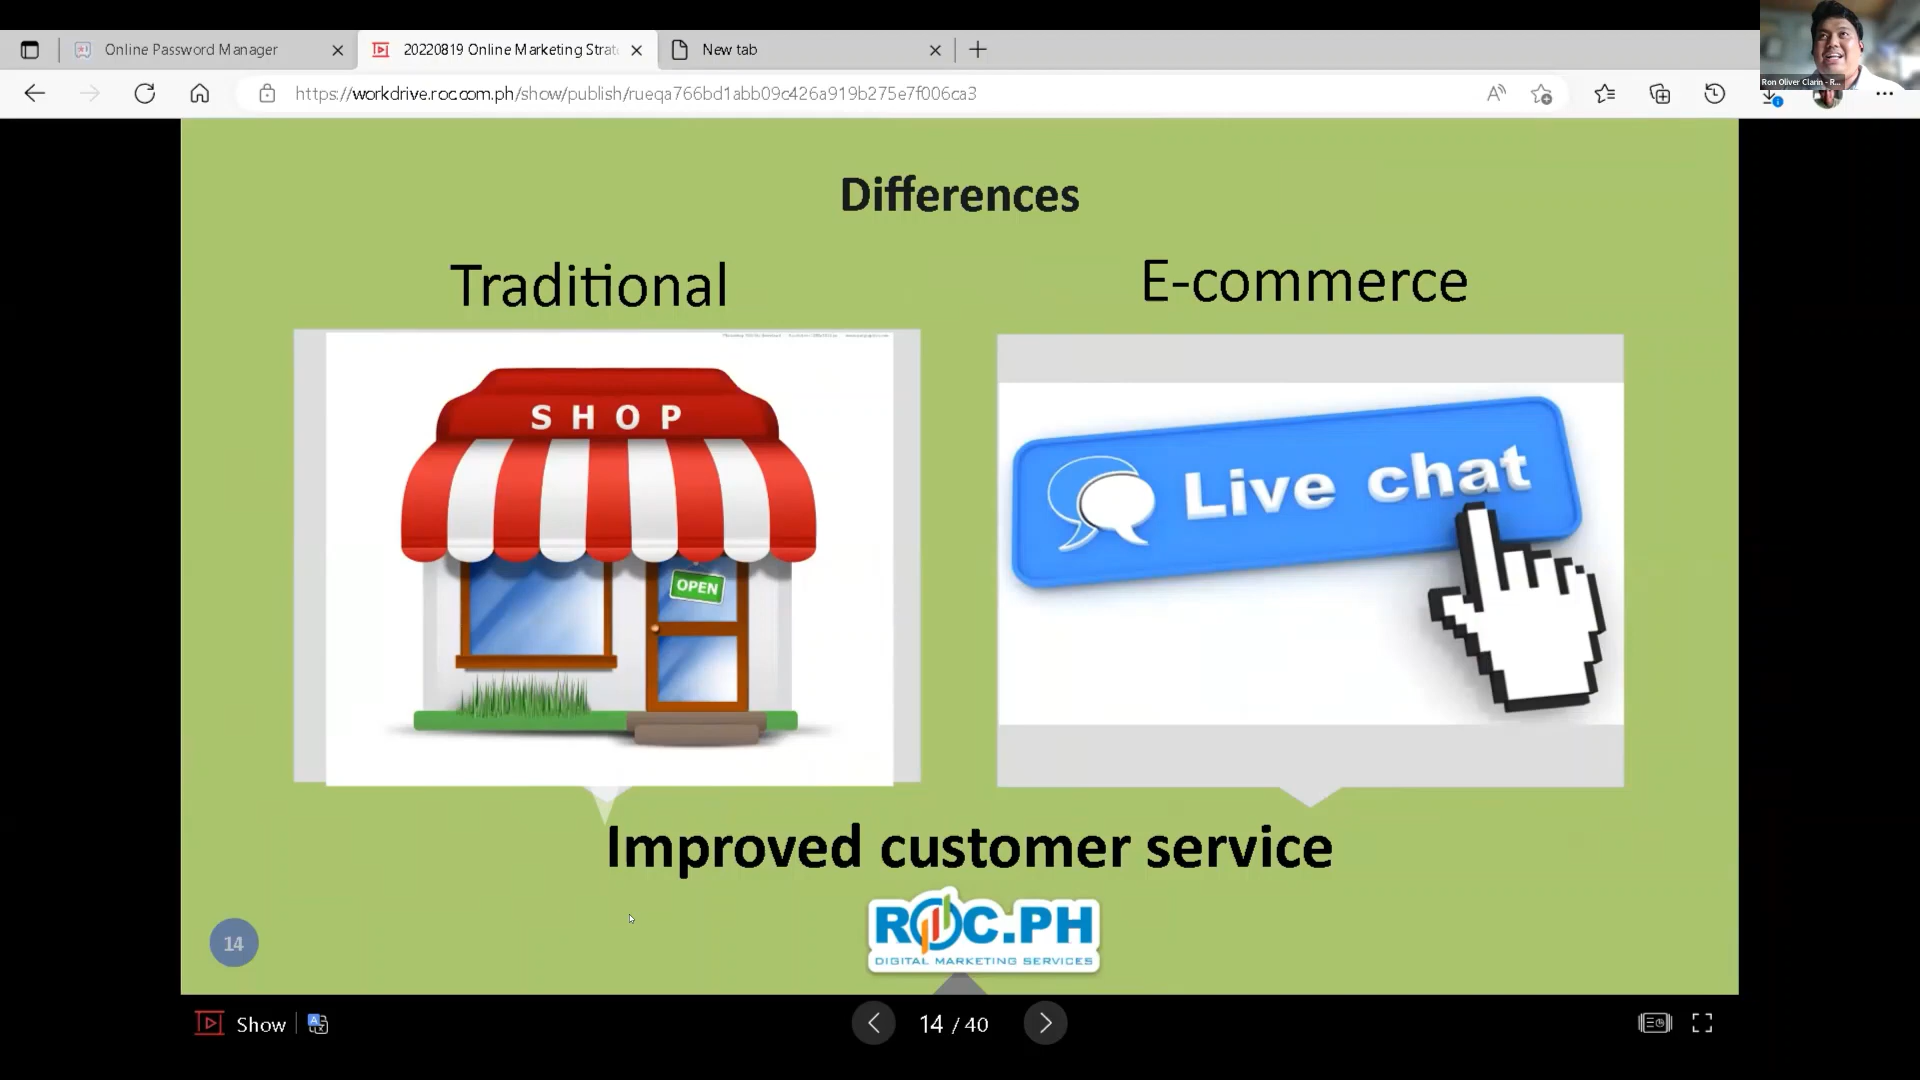 Online Password Manager
20220819 Online Marketing Strat
New tab
https://workdrive.roc.com.ph/show/publish/rueqa766bd1abb09c426a919b275e7f006ca3
Ron Oliver Clarin - R...
Differences
Traditional
E-commerce
SHOP
OPEN
Live chat
Improved customer service
ROC.PH
DIGITAL MARKETING SERVICES
14
Show
14 / 40